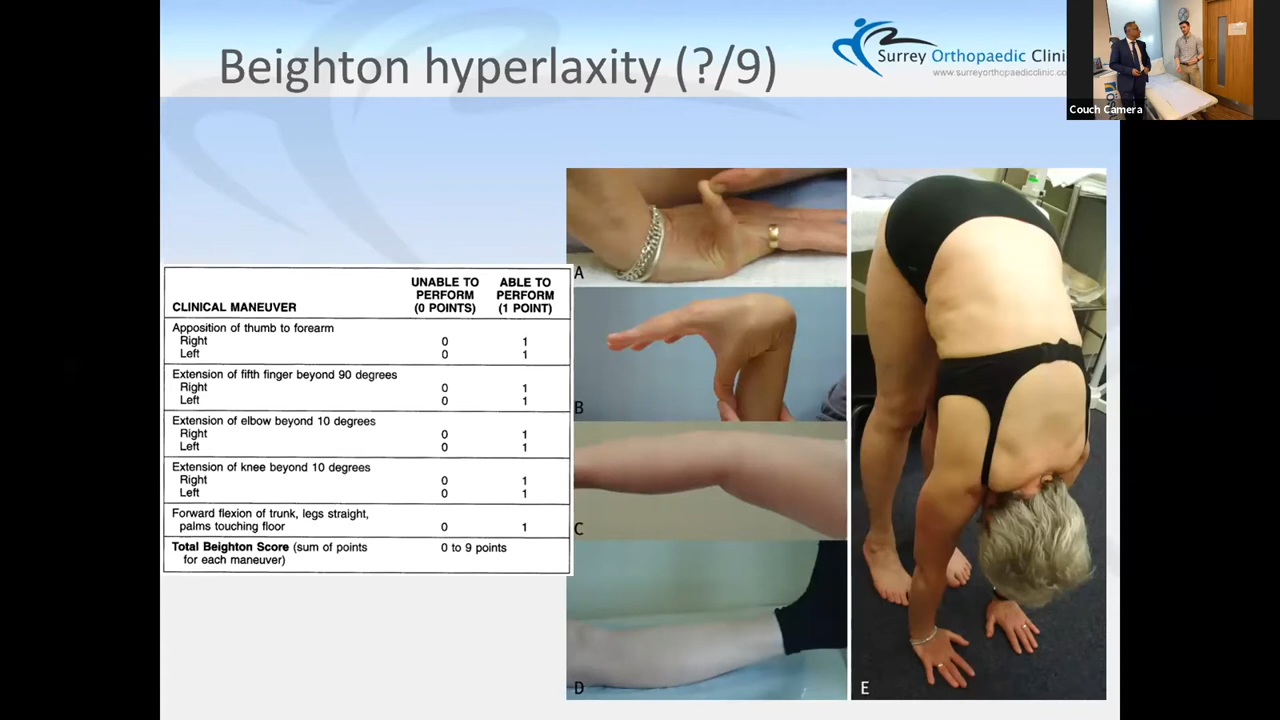 Beighton hyperlaxity (?/9)
Surrey Orthopaedic Clini
www.surreyorthopaedicclinic.co
Couch Camera
CLINICAL MANEUVER UNABLE TO PERFORM (0 POINTS) ABLE TO PERFORM (1 POINT)
Apposition of thumb to forearm
Right 0 1
Left 0 1
Extension of fifth finger beyond 90 degrees
Right 0 1
Left 0 1
Extension of elbow beyond 10 degrees
Right 0 1
Left 0 1
Extension of knee beyond 10 degrees
Right 0 1
Left 0 1
Forward flexion of trunk, legs straight,
palms touching floor 0 1
Total Beighton Score (sum of points 0 to 9 points
for each maneuver)
A
B
C
D
E